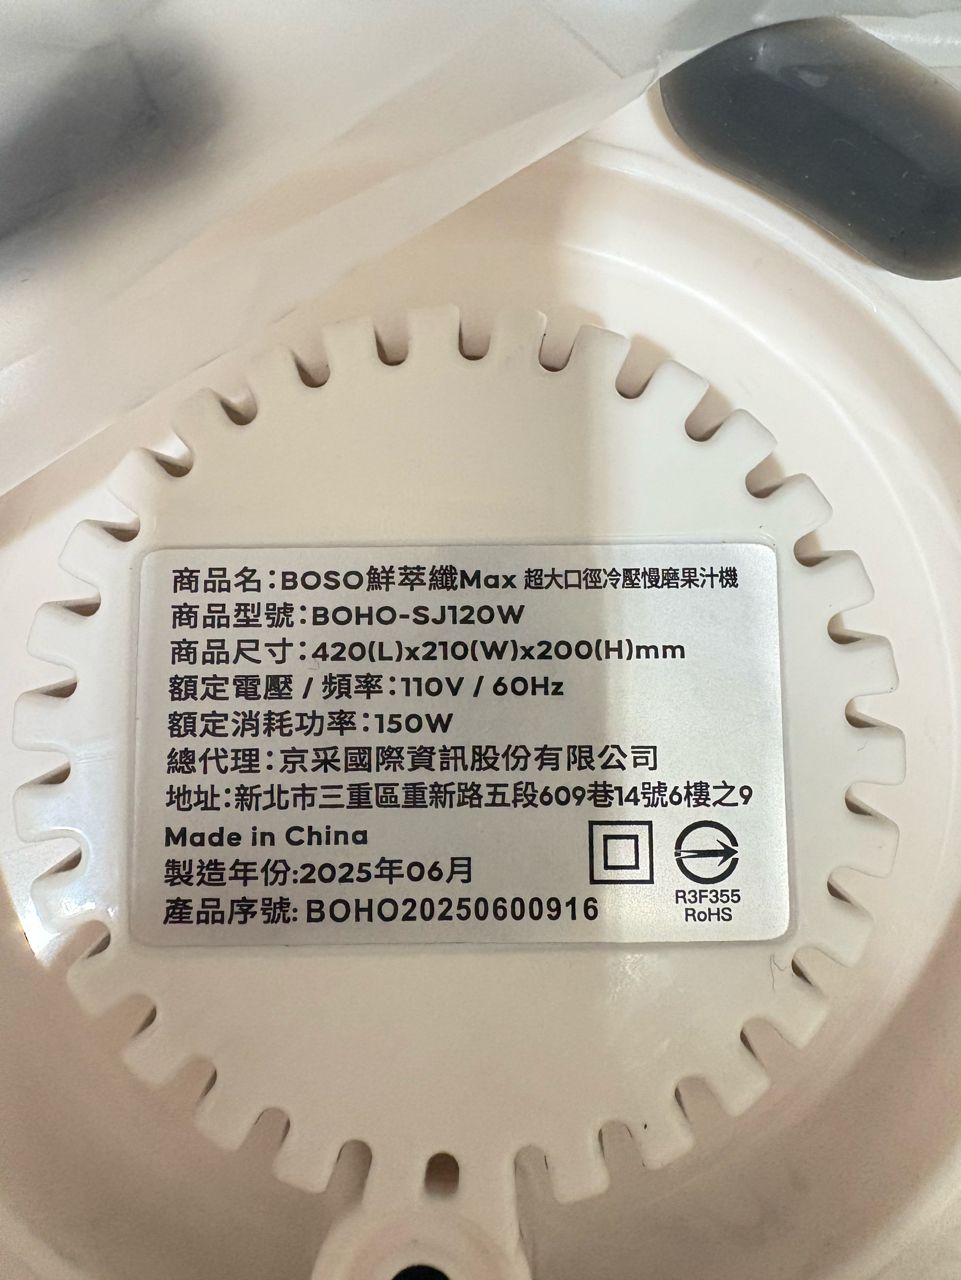 商品名：BOSO鮮萃纖Max 超大口徑冷壓慢磨果汁機
商品型號：BOHO-SJ120W
商品尺寸：420(L)x210(W)x200(H)mm
額定電壓 / 頻率：110V / 60Hz
額定消耗功率：150W
總代理：京采國際資訊股份有限公司
地址：新北市三重區重新路五段609巷14號6樓之9
Made in China
製造年份:2025年06月
產品序號: BOHO20250600916
R3F355
RoHS